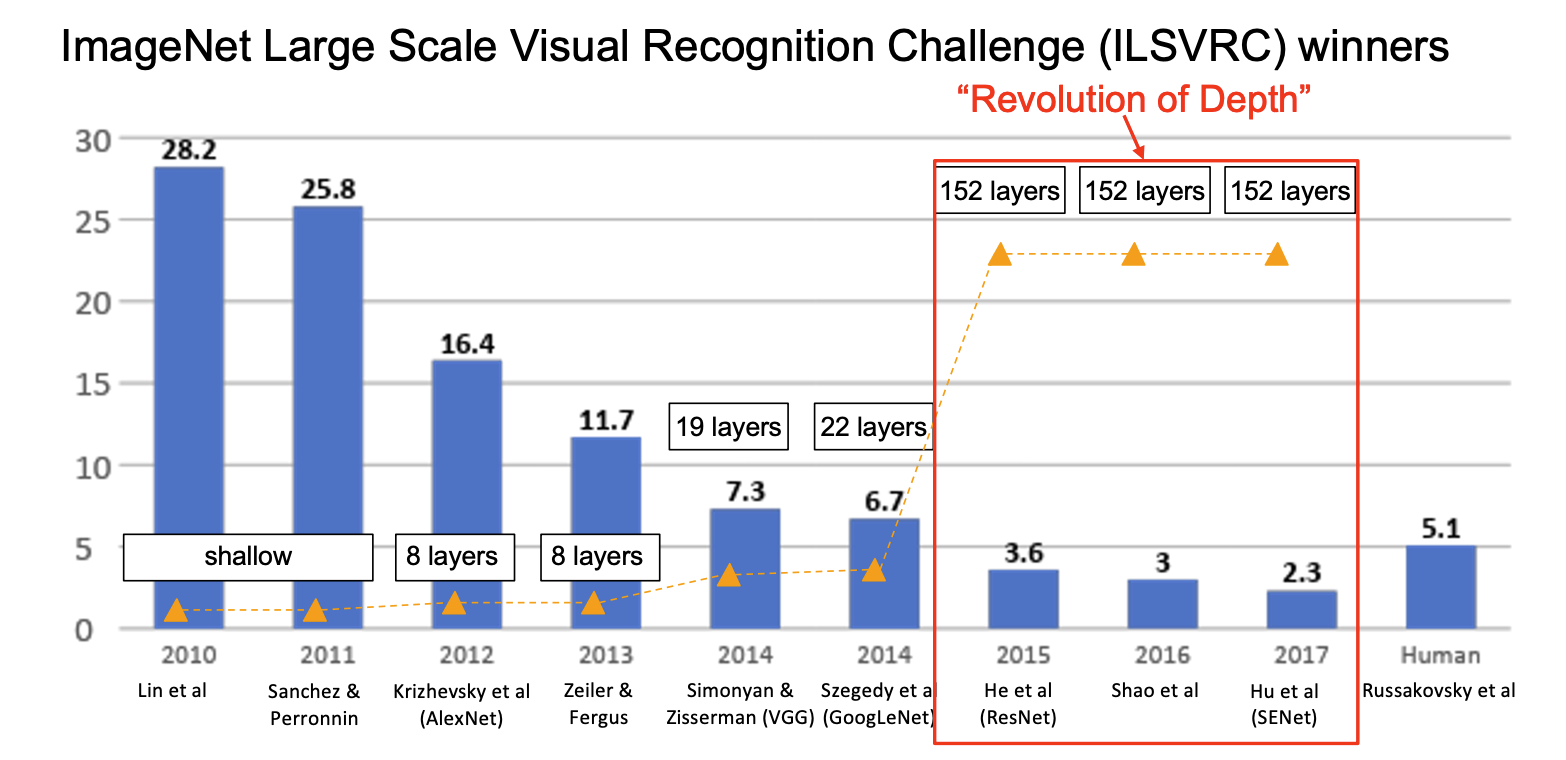 ImageNet Large Scale Visual Recognition Challenge (ILSVRC) winners
“Revolution of Depth”
30
25
20
15
10
5
0
28.2
25.8
16.4
11.7
7.3
6.7
3.6
3
2.3
5.1
shallow
8 layers
8 layers
19 layers
22 layers
152 layers
152 layers
152 layers
2010
2011
2012
2013
2014
2014
2015
2016
2017
Human
Lin et al
Sanchez &
Perronnin
Krizhevsky et al
(AlexNet)
Zeiler &
Fergus
Simonyan &
Zisserman (VGG)
Szegedy et al
(GoogLeNet)
He et al
(ResNet)
Shao et al
Hu et al
(SENet)
Russakovsky et al